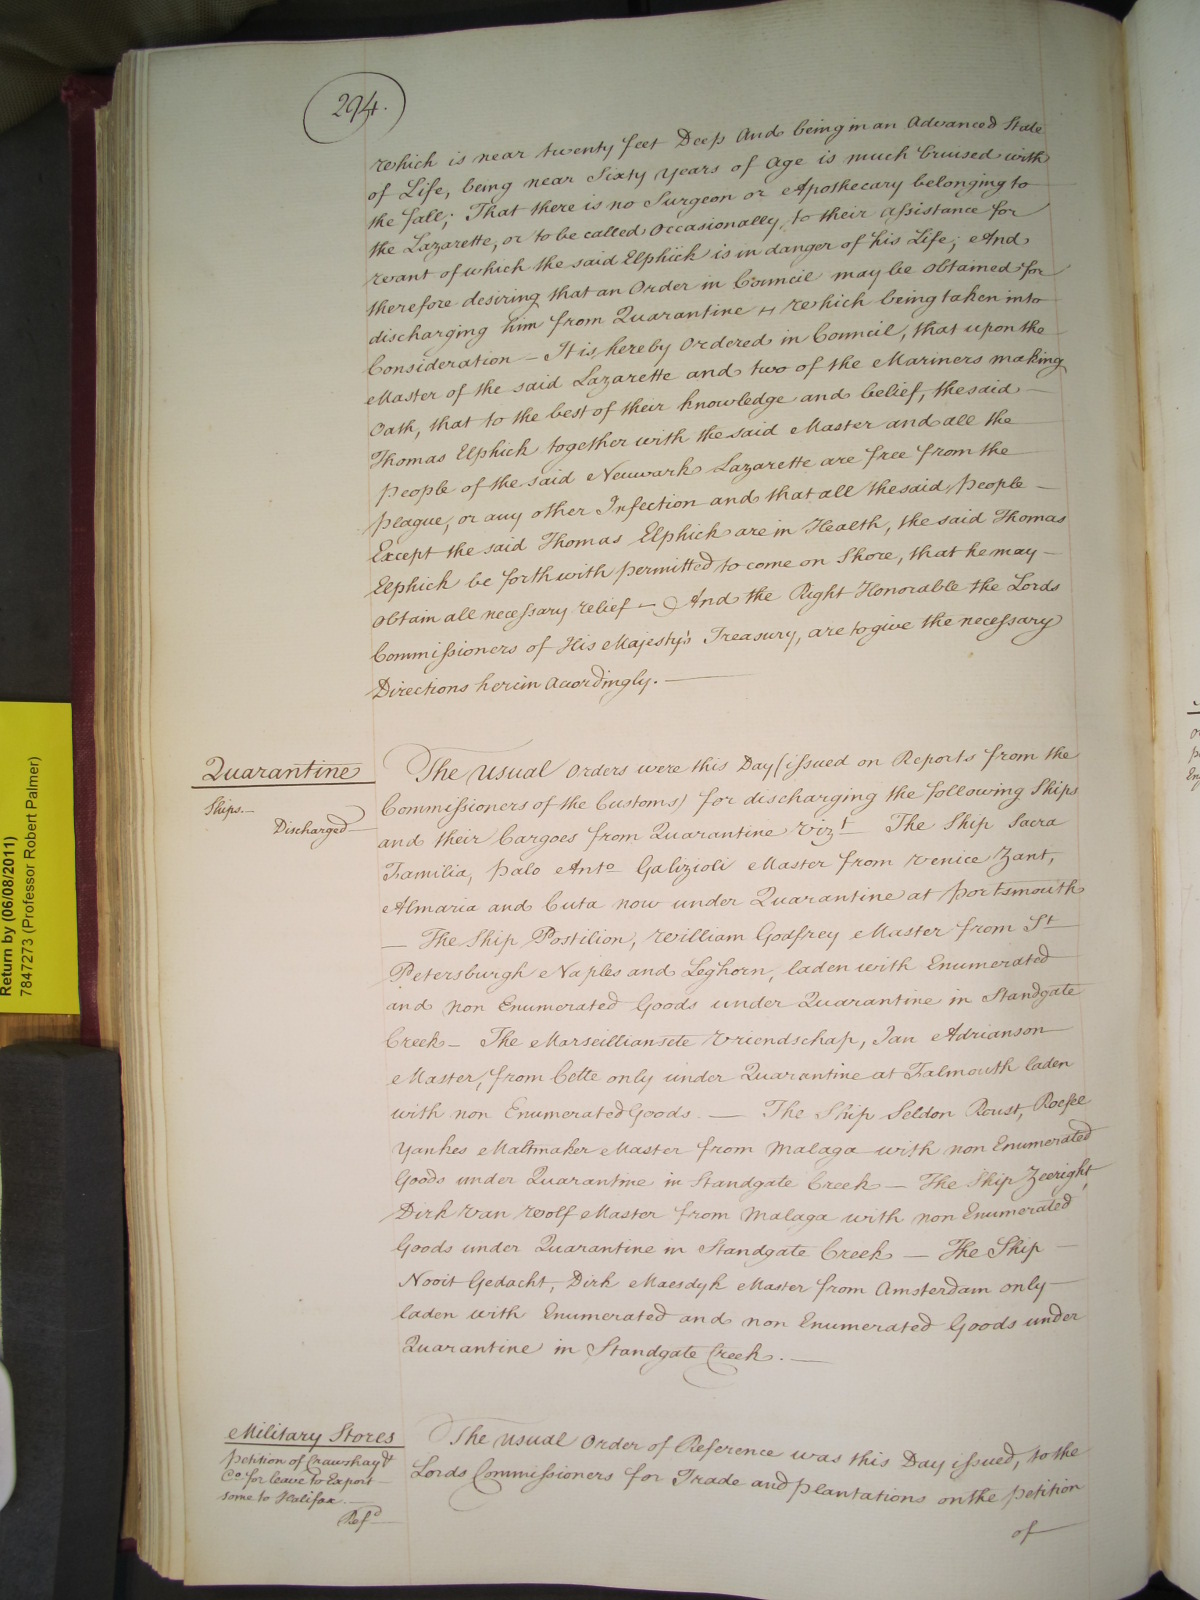 294.
which is near twenty feet Deep And being in an Advanced State
of Life, being near Sixty Years of Age is much bruised with
the fall; That there is no Surgeon or Apothecary belonging to
the Lazarette, or to be called Occasionally to their Assistance for
want of which the said Elphick is in danger of his Life; And
therefore desiring that an Order in Council may be obtained for
discharging him from Quarantine — Which being taken into
Consideration — It is hereby Ordered in Council, that upon the
Master of the said Lazarette and two of the Mariners making
Oath, that to the best of their knowledge and belief, the said —
Thomas Elphick together with the said Master and all the
People of the said Newark Lazarette are free from the
Plague, or any other Infection and that all the said People —
Except the said Thomas Elphick are in Health, the said Thomas
Elphick be forthwith permitted to come on Shore, that he may —
obtain all necessary relief — And the Right Honorable the Lords
Commissioners of His Majesty's Treasury, are to give the necessary
Directions herein Accordingly. —
Quarantine
Ships —
Discharged —
The Usual Orders were this Day (issued on Reports from the
Commissioners of the Customs) for discharging the following Ships
and their Cargoes from Quarantine Vizt. The Ship Sacra
Familia, Palo Anto. Galizioli Master from Venice Zant,
Almaria and Cuta now under Quarantine at Portsmouth
— The Ship Postilion, William Godfrey Master from St.
Petersburgh Naples and Leghorn, laden with Enumerated
and non Enumerated Goods under Quarantine in Standgate
Creek — The Marseilliansete Vriendschap, Jan Adrianson
Master, from Cette only under Quarantine at Falmouth laden
with non Enumerated Goods. — The Ship Seldon Roust, Roefee
Yankes Maltmaker Master from Malaga with non Enumerated
Goods under Quarantine in Standgate Creek — The Ship Zeeright,
Dirk Van Wolf Master from Malaga with non Enumerated
Goods under Quarantine in Standgate Creek — The Ship —
Nooit Gedacht, Dirk Maesdyk Master from Amsterdam only —
laden with Enumerated and non Enumerated Goods under
Quarantine in Standgate Creek. —
Military Stores
Petition of Crawshay &
Co. for leave to Export —
some to Halifax. —
Refd. —
The Usual Order of Reference was this Day issued, to the
Lords Commissioners for Trade and Plantations on the Petition
of
Return by (06/08/2011)
7847273 (Professor Robert Palmer)